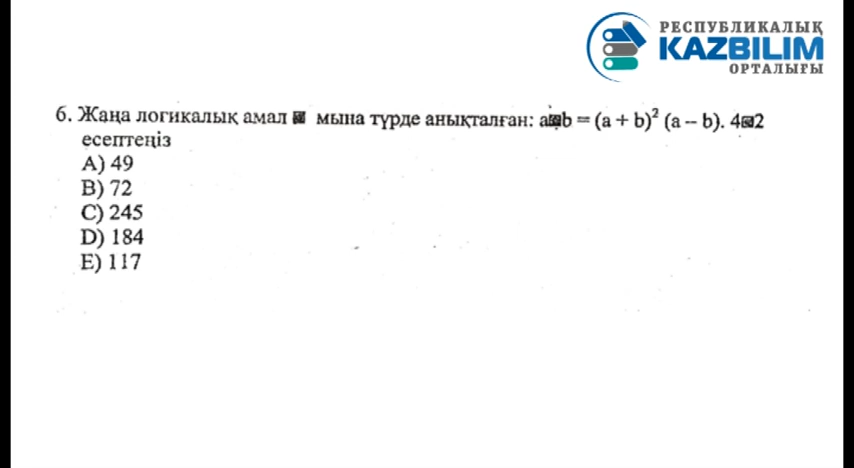 РЕСПУБЛИКАЛЫҚ
KAZBILIM
ОРТАЛЫҒЫ
6. Жаңа логикалық амал ▣ мына түрде анықталған: a▣b = (a + b)² (a – b). 4▣2
есептеңіз
A) 49
B) 72
C) 245
D) 184
E) 117